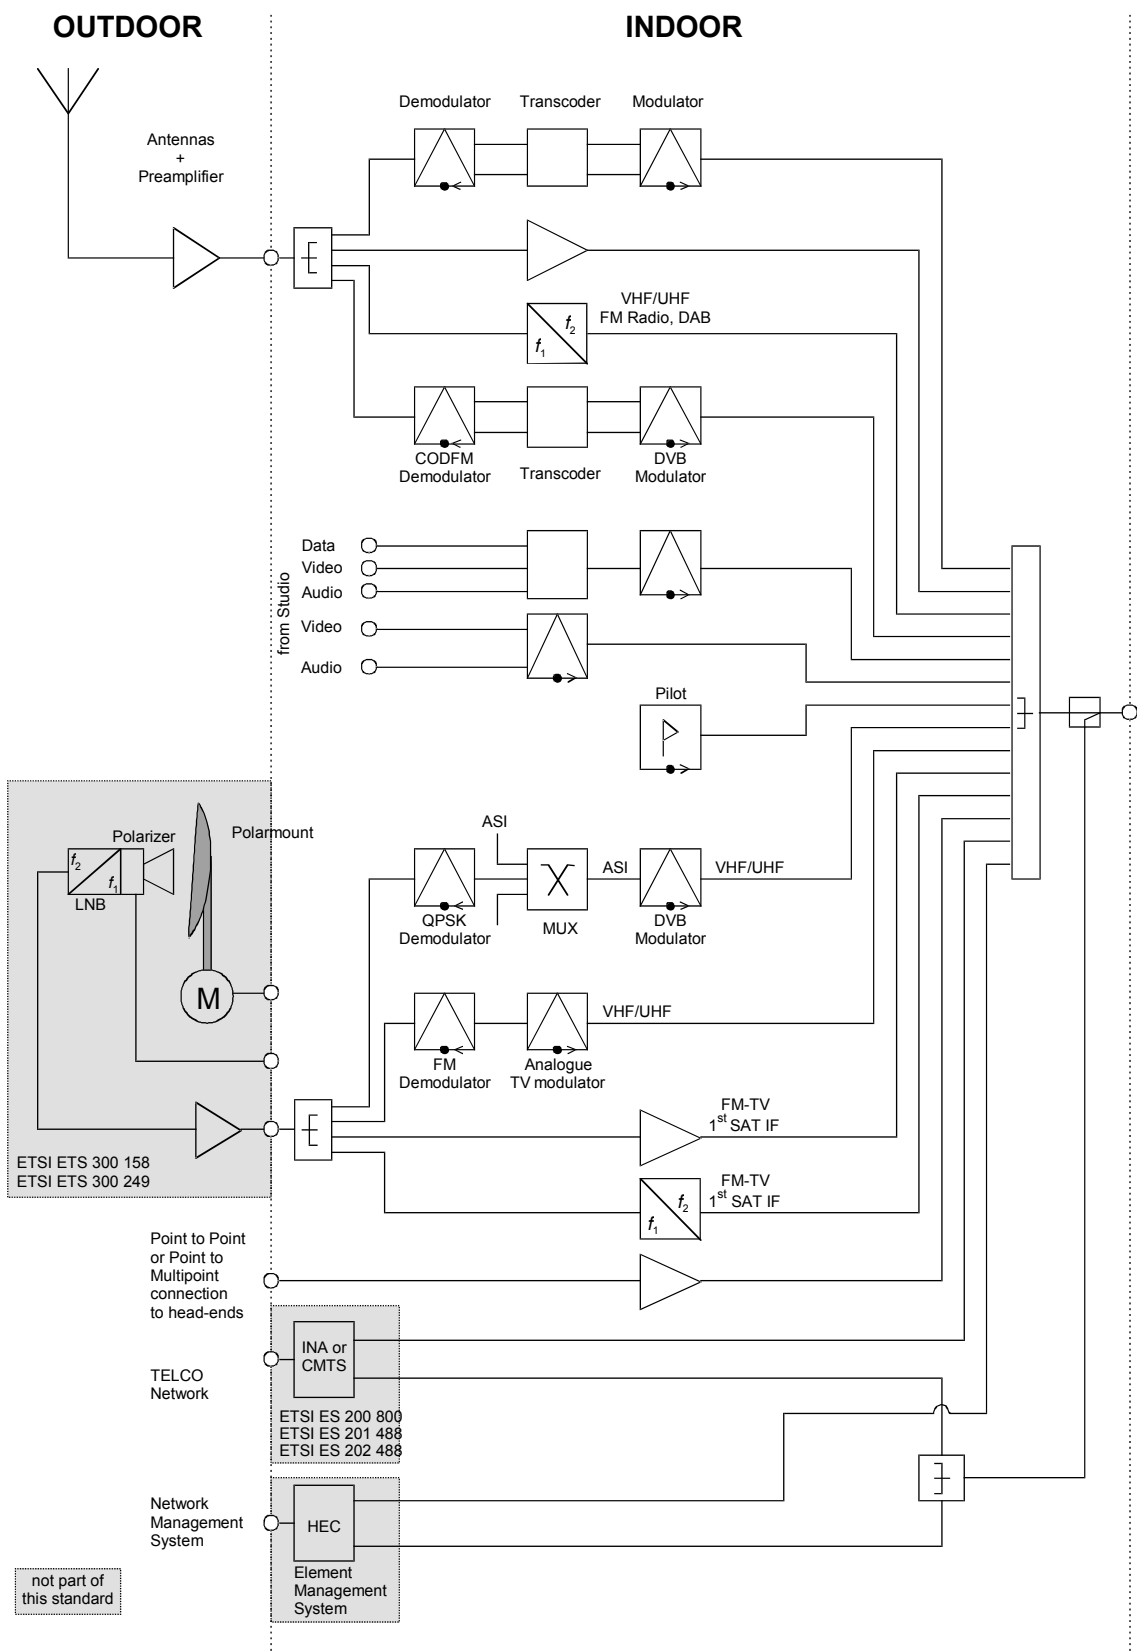 OUTDOOR
INDOOR
Demodulator
Transcoder
Modulator
Antennas
+
Preamplifier
VHF/UHF
FM Radio, DAB
f2
f1
CODFM
Demodulator
Transcoder
DVB
Modulator
from Studio
Data
Video
Audio
Video
Audio
Pilot
Polarizer
Polarmount
f2
f1
LNB
M
ASI
ASI
VHF/UHF
QPSK
Demodulator
MUX
DVB
Modulator
VHF/UHF
FM
Demodulator
Analogue
TV modulator
FM-TV
1st SAT IF
ETSI ETS 300 158
ETSI ETS 300 249
FM-TV
1st SAT IF
f2
f1
Point to Point
or Point to
Multipoint
connection
to head-ends
INA or
CMTS
TELCO
Network
ETSI ES 200 800
ETSI ES 201 488
ETSI ES 202 488
Network
Management
System
HEC
Element
Management
System
not part of
this standard